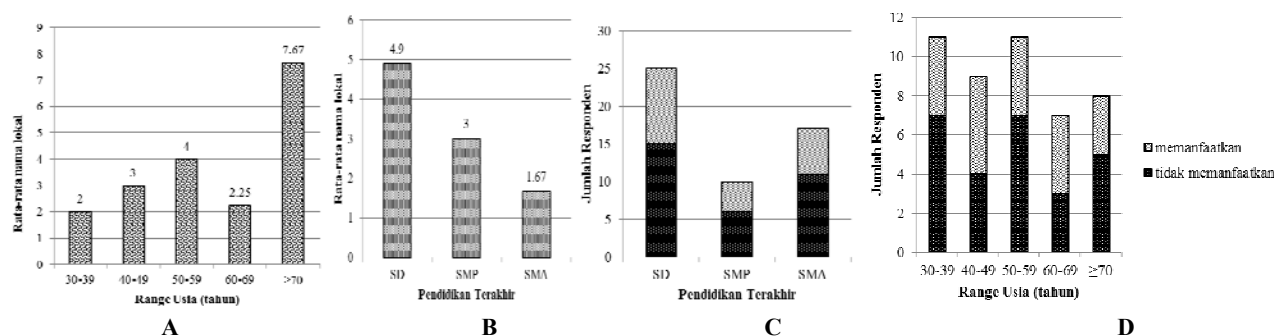 Rata-rata nama lokal
9
8
7
6
5
4
3
2
1
0
2
3
4
2.25
7.67
30-39
40-49
50-59
60-69
>70
Range Usia (tahun)
A
Rata-rata nama lokal
6
5
4
3
2
1
0
4.9
3
1.67
SD
SMP
SMA
Pendidikan Terakhir
B
Jumlah Responden
30
25
20
15
10
5
0
SD
SMP
SMA
Pendidikan Terakhir
C
Jumlah Responden
12
10
8
6
4
2
0
30-39
40-49
50-59
60-69
≥70
Range Usia (tahun)
D
memanfaatkan
tidak memanfaatkan